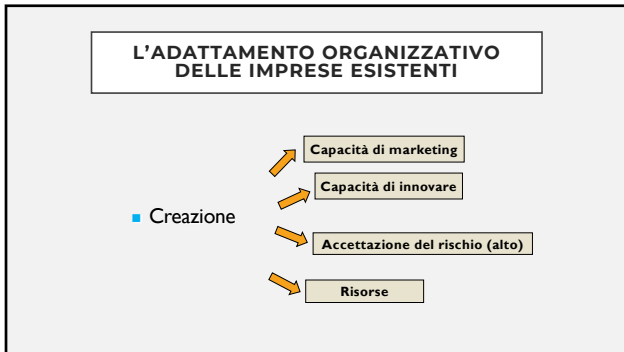 L'ADATTAMENTO ORGANIZZATIVO
DELLE IMPRESE ESISTENTI
Capacità di marketing
Capacità di innovare
Creazione
Accettazione del rischio (alto)
Risorse